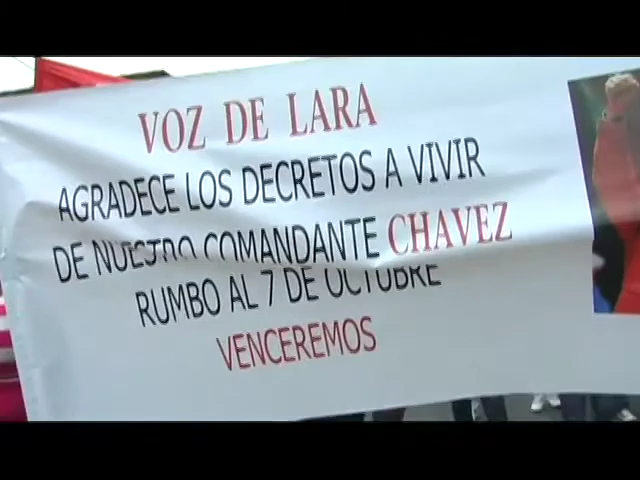 VOZ DE LARA
AGRADECE LOS DECRETOS A VIVIR
DE NUESTRO COMANDANTE CHAVEZ
RUMBO AL 7 DE OCTUBRE
VENCEREMOS